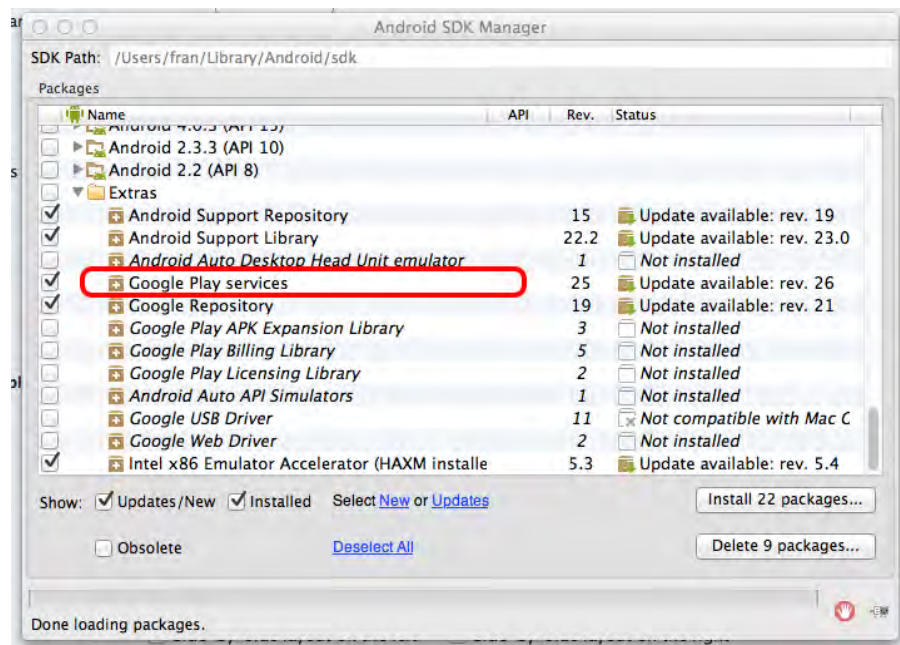 Android SDK Manager
SDK Path: /Users/fran/Library/Android/sdk
Packages
Name API Rev. Status
Android 4.0.3 (API 15)
Android 2.3.3 (API 10)
Android 2.2 (API 8)
Extras
Android Support Repository 15 Update available: rev. 19
Android Support Library 22.2 Update available: rev. 23.0
Android Auto Desktop Head Unit emulator 1 Not installed
Google Play services 25 Update available: rev. 26
Google Repository 19 Update available: rev. 21
Google Play APK Expansion Library 3 Not installed
Google Play Billing Library 5 Not installed
Google Play Licensing Library 2 Not installed
Android Auto API Simulators 1 Not installed
Google USB Driver 11 Not compatible with Mac O
Google Web Driver 2 Not installed
Intel x86 Emulator Accelerator (HAXM installe 5.3 Update available: rev. 5.4
Show: Updates/New Installed Select New or Updates Install 22 packages...
Obsolete Deselect All Delete 9 packages...
Done loading packages.